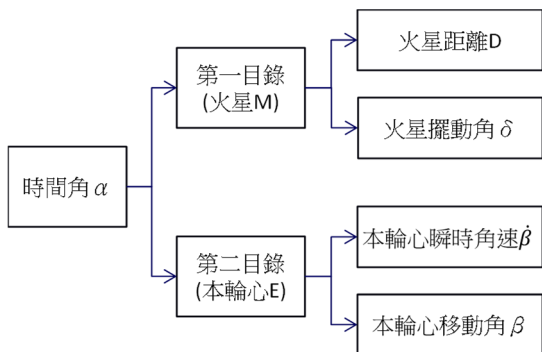 時間角α
第一目錄
(火星M)
火星距離D
火星擺動角δ
第二目錄
(本輪心E)
本輪心瞬時角速β̇
本輪心移動角β